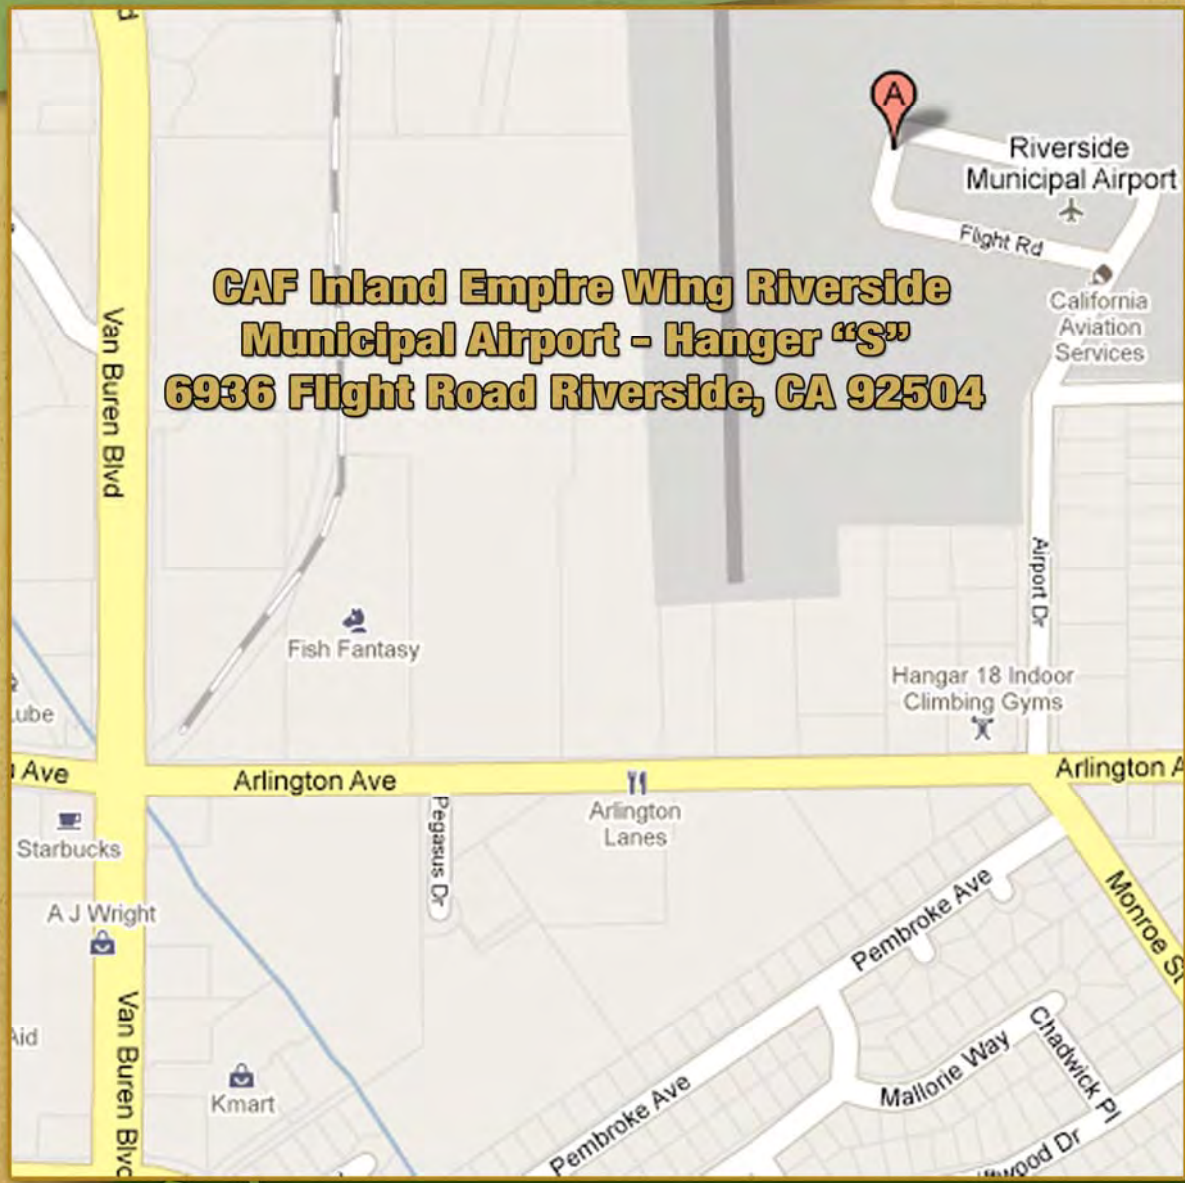 A
Riverside
Municipal Airport
Flight Rd
CAF Inland Empire Wing Riverside
Municipal Airport - Hanger “S”
6936 Flight Road Riverside, CA 92504
California
Aviation
Services
Van Buren Blvd
Airport Dr
Fish Fantasy
Hangar 18 Indoor
Climbing Gyms
Ave
Arlington Ave
Arlington A
Arlington
Lanes
Starbucks
Pegasus Dr
A J Wright
Pembroke Ave
Monroe St
Van Buren Blvd
Kmart
Pembroke Ave
Mallorie Way
Chadwick Pl
wood Dr